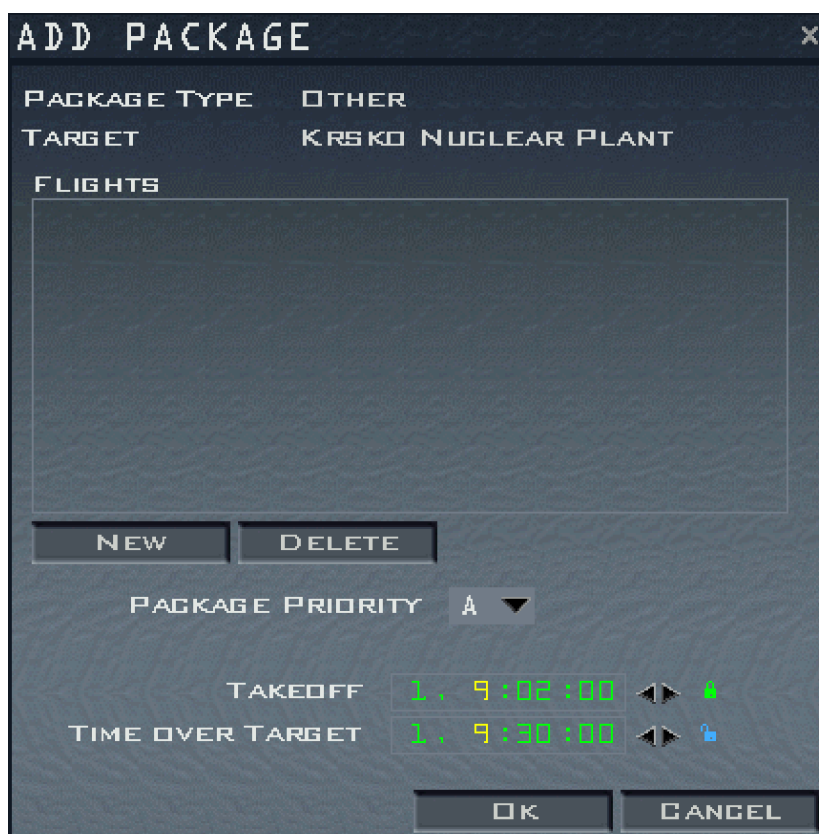 ADD PACKAGE
PACKAGE TYPE OTHER
TARGET KRSKO NUCLEAR PLANT
FLIGHTS
NEW DELETE
PACKAGE PRIORITY A
TAKEOFF 1, 9:02:00
TIME OVER TARGET 1, 9:30:00
OK CANCEL